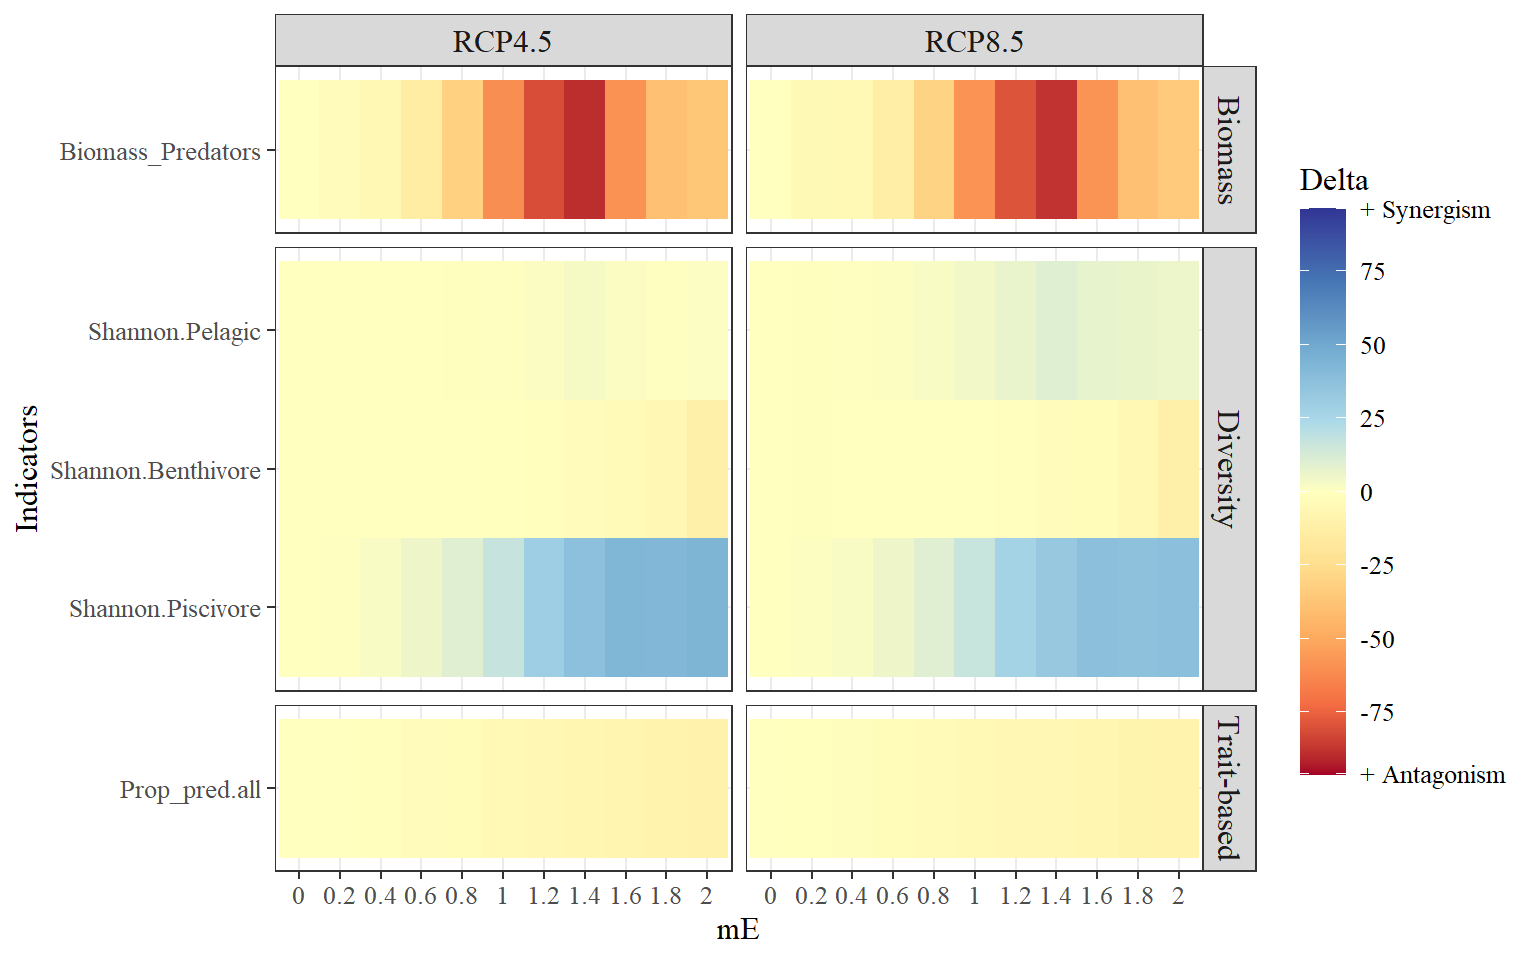 RCP4.5
RCP8.5
Biomass_Predators
Biomass
Shannon.Pelagic
Shannon.Benthivore
Shannon.Piscivore
Diversity
Prop_pred.all
Trait-based
Indicators
0 0.2 0.4 0.6 0.8 1 1.2 1.4 1.6 1.8 2
0 0.2 0.4 0.6 0.8 1 1.2 1.4 1.6 1.8 2
mE
Delta
+ Synergism
75
50
25
0
-25
-50
-75
+ Antagonism